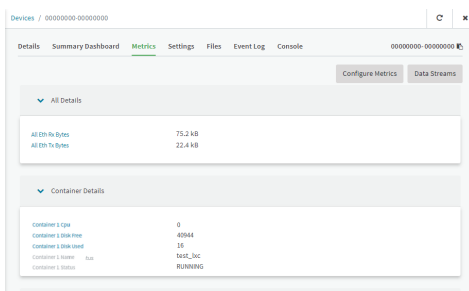 Devices / 00000000-00000000
Details Summary Dashboard Metrics Settings Files Event Log Console 00000000-00000000
Configure Metrics Data Streams
All Details
All Eth Rx Bytes 75.2 kB
All Eth Tx Bytes 22.4 kB
Container Details
Container 1 Cpu 0
Container 1 Disk Free 40944
Container 1 Disk Used 16
Container 1 Name test_lxc
Container 1 Status RUNNING